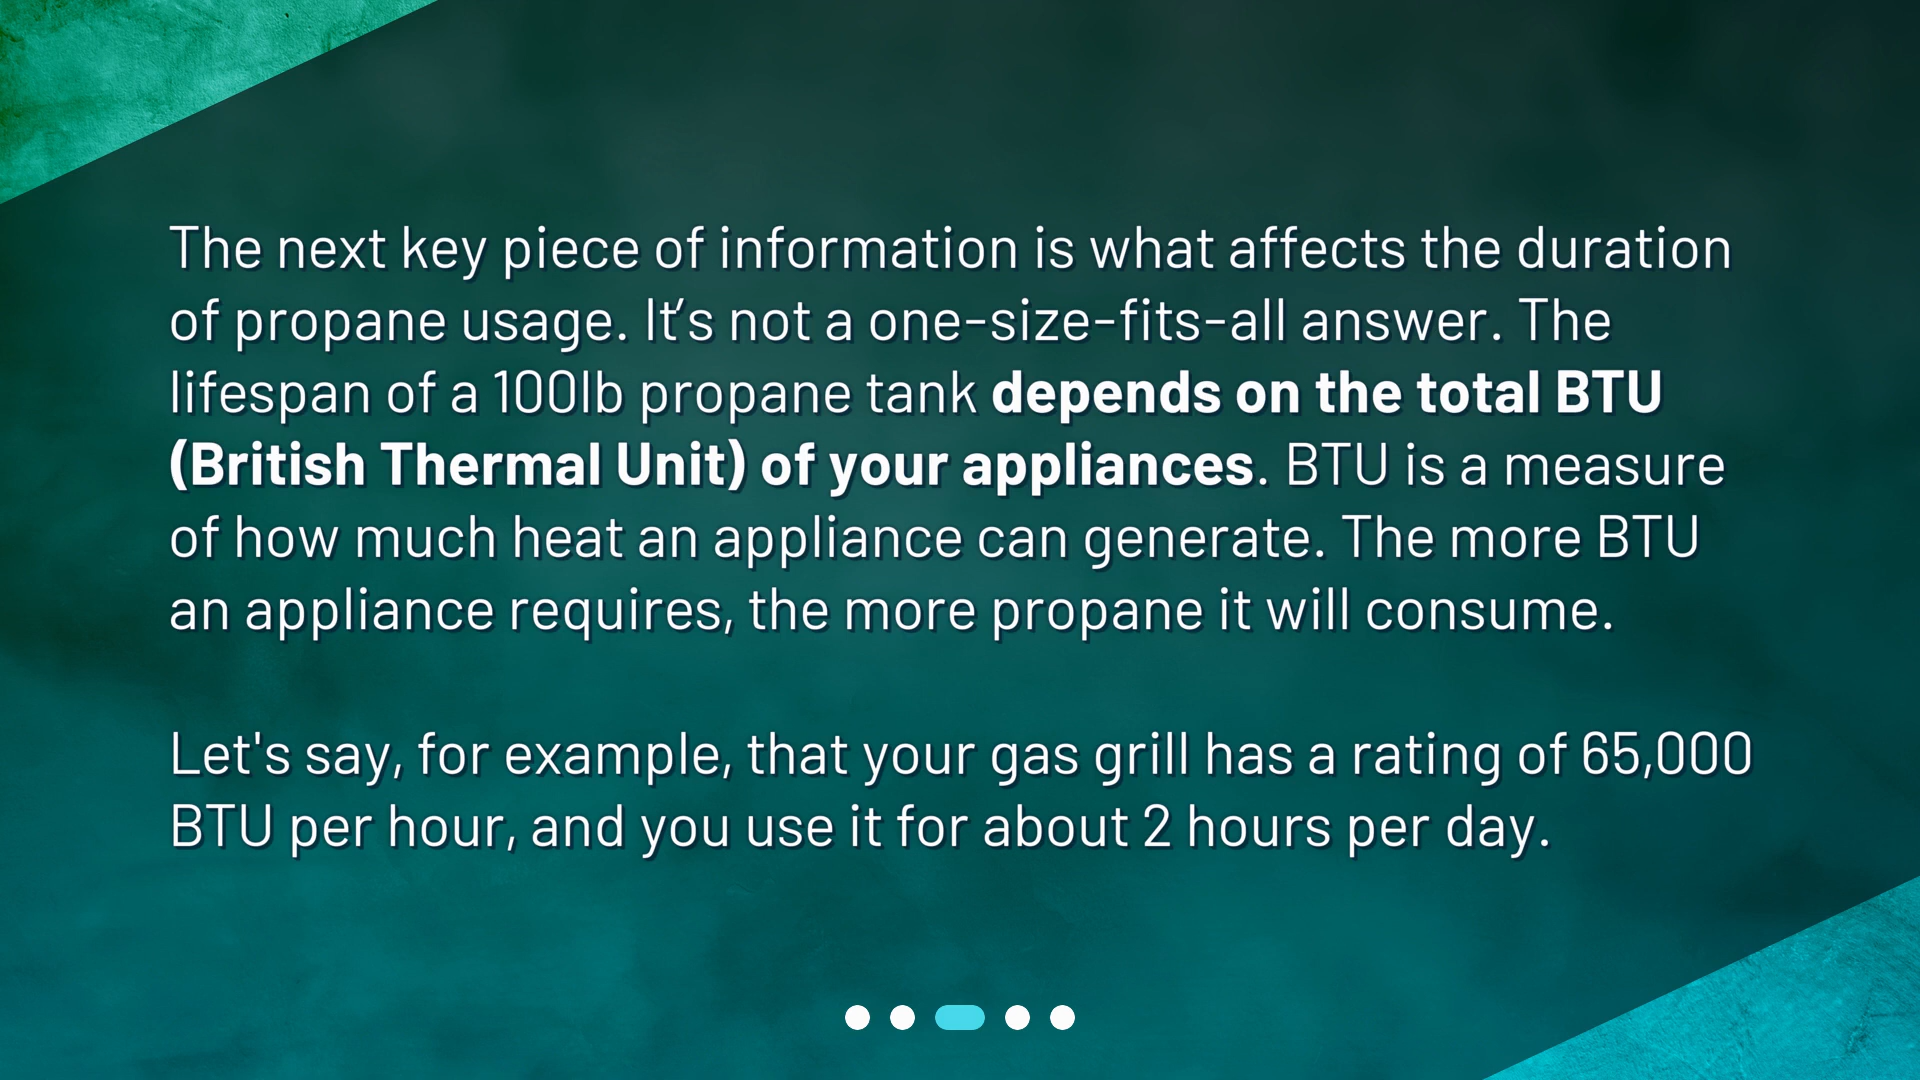 The next key piece of information is what affects the duration
of propane usage. It’s not a one-size-fits-all answer. The
lifespan of a 100lb propane tank depends on the total BTU
(British Thermal Unit) of your appliances. BTU is a measure
of how much heat an appliance can generate. The more BTU
an appliance requires, the more propane it will consume.
Let's say, for example, that your gas grill has a rating of 65,000
BTU per hour, and you use it for about 2 hours per day.